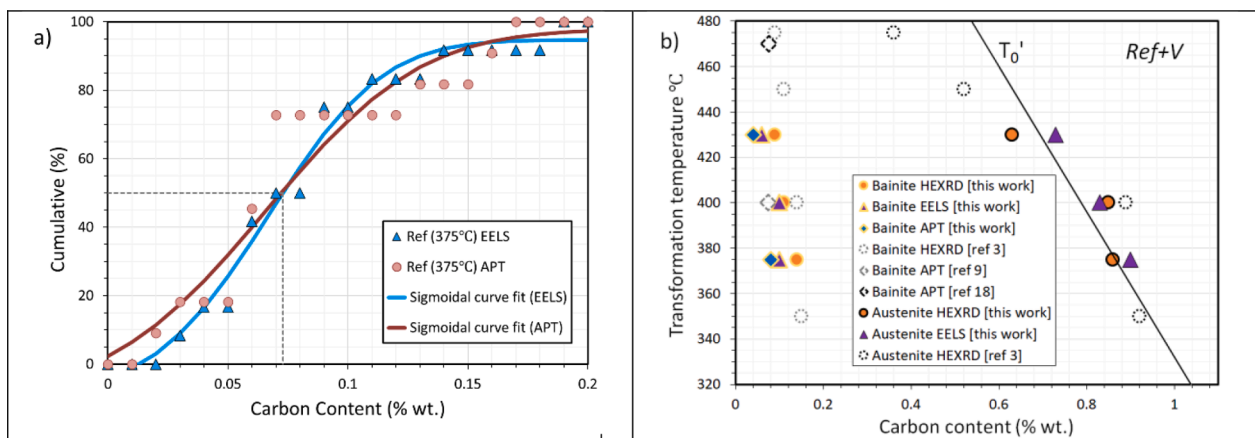 a)
Cumulative (%)
100
80
60
40
20
0
Ref (375°C) EELS
Ref (375°C) APT
Sigmoidal curve fit (EELS)
Sigmoidal curve fit (APT)
0 0.05 0.1 0.15 0.2
Carbon Content (% wt.)
b)
Transformation temperature °C
480
460
440
420
400
380
360
340
320
T₀'
Ref+V
Bainite HEXRD [this work]
Bainite EELS [this work]
Bainite APT [this work]
Bainite HEXRD [ref 3]
Bainite APT [ref 9]
Bainite APT [ref 18]
Austenite HEXRD [this work]
Austenite EELS [this work]
Austenite HEXRD [ref 3]
0 0.2 0.4 0.6 0.8 1
Carbon content (% wt.)